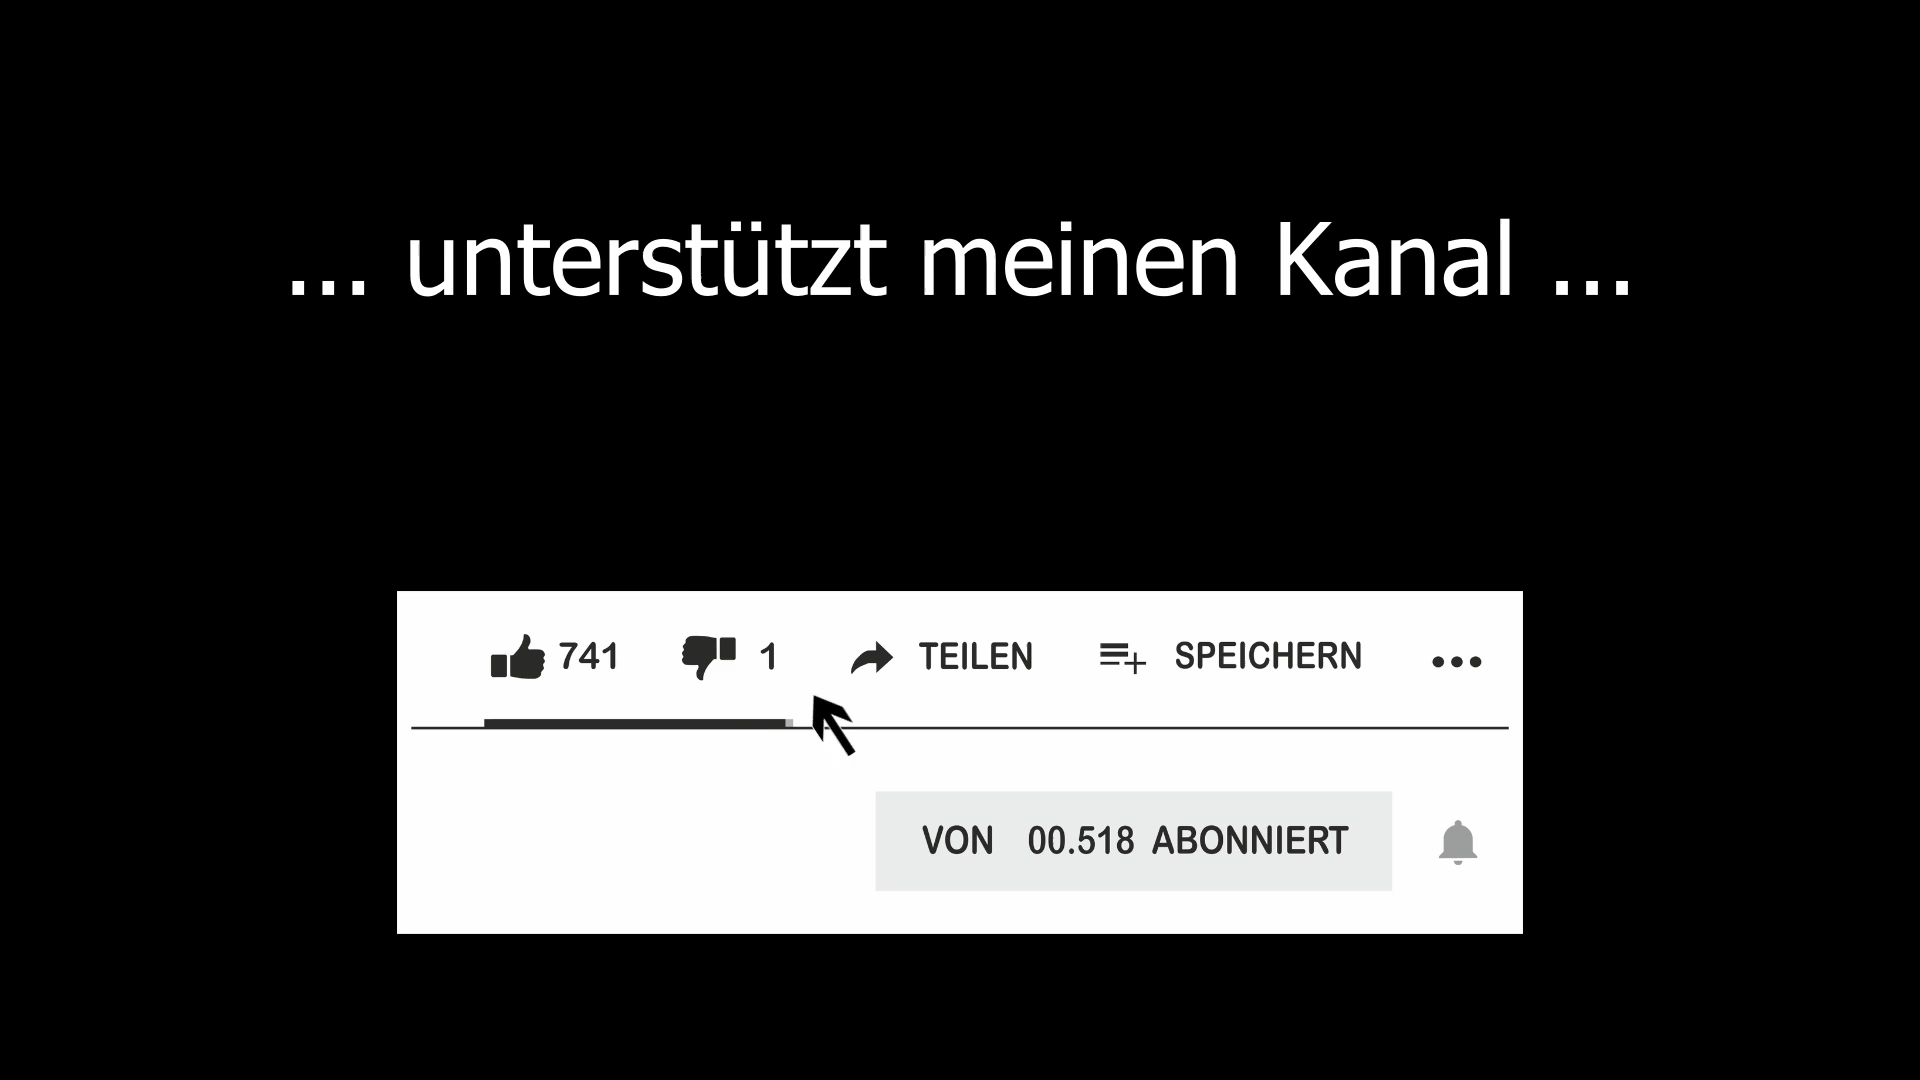 ... unterstützt meinen Kanal ...
741 1 TEILEN SPEICHERN
VON 00.518 ABONNIERT